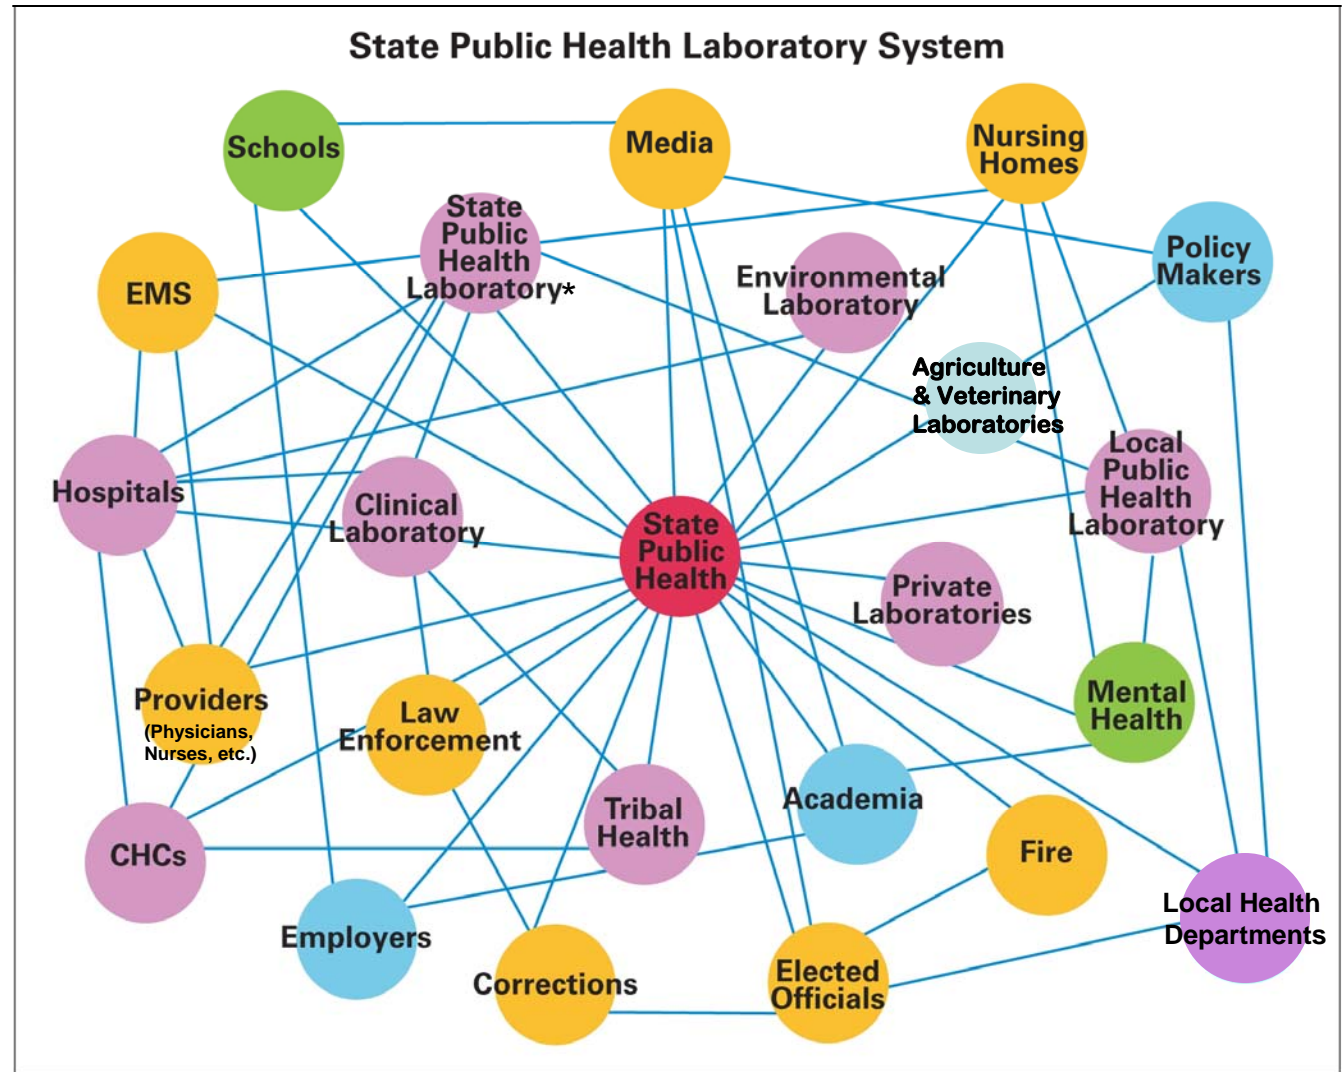 State Public Health Laboratory System
Schools
Media
Nursing
Homes
State
Public
Health
Laboratory*
Policy
Makers
EMS
Environmental
Laboratory
Agriculture
& Veterinary
Laboratories
Hospitals
Clinical
Laboratory
Local
Public
Health
Laboratory
State
Public
Health
Private
Laboratories
Providers
(Physicians,
Nurses, etc.)
Law
Enforcement
Mental
Health
Tribal
Health
Academia
CHCs
Fire
Employers
Local Health
Departments
Corrections
Elected
Officials